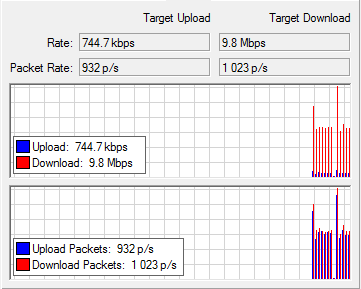 Target Upload Target Download
Rate: 744.7 kbps 9.8 Mbps
Packet Rate: 932 p/s 1 023 p/s
Upload: 744.7 kbps
Download: 9.8 Mbps
Upload Packets: 932 p/s
Download Packets: 1 023 p/s